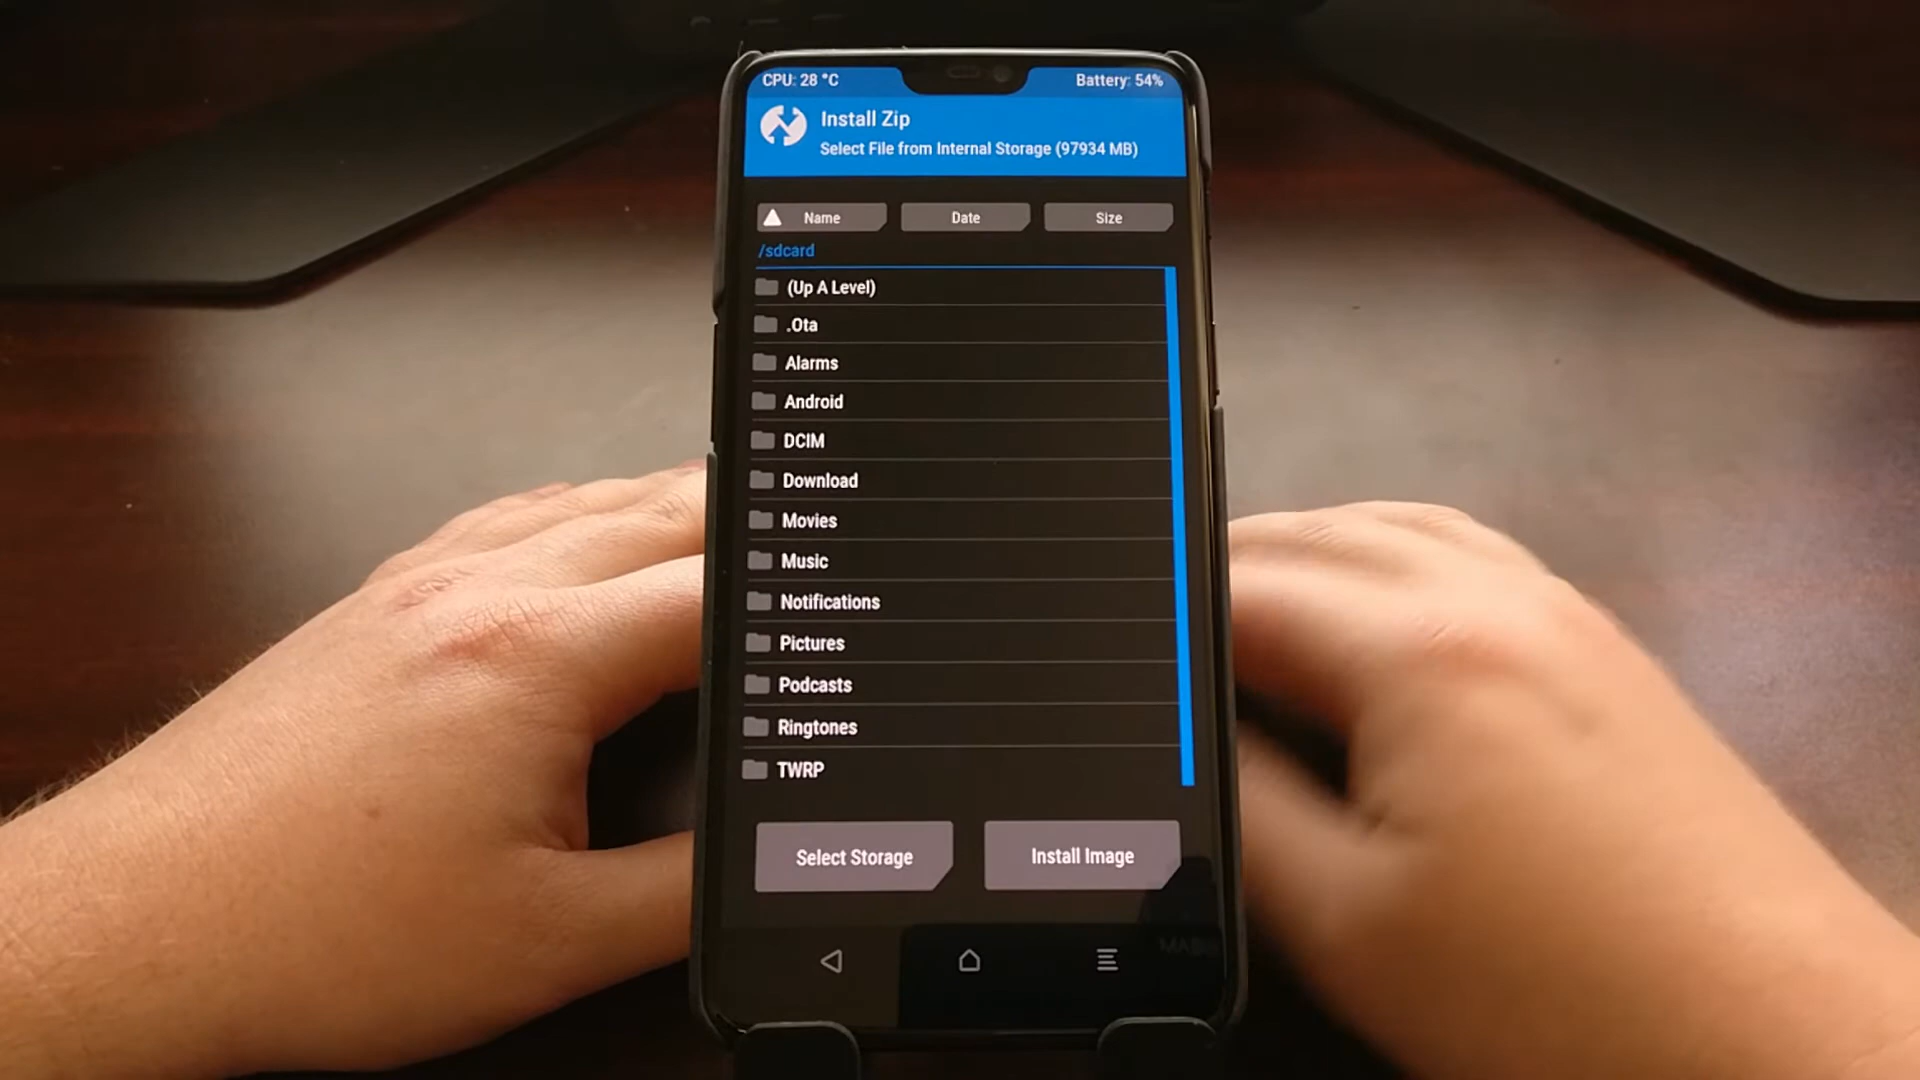 CPU: 28 °C
Battery: 54%
Install Zip
Select File from Internal Storage (97934 MB)
Name
Date
Size
/sdcard
(Up A Level)
.Ota
Alarms
Android
DCIM
Download
Movies
Music
Notifications
Pictures
Podcasts
Ringtones
TWRP
Select Storage
Install Image